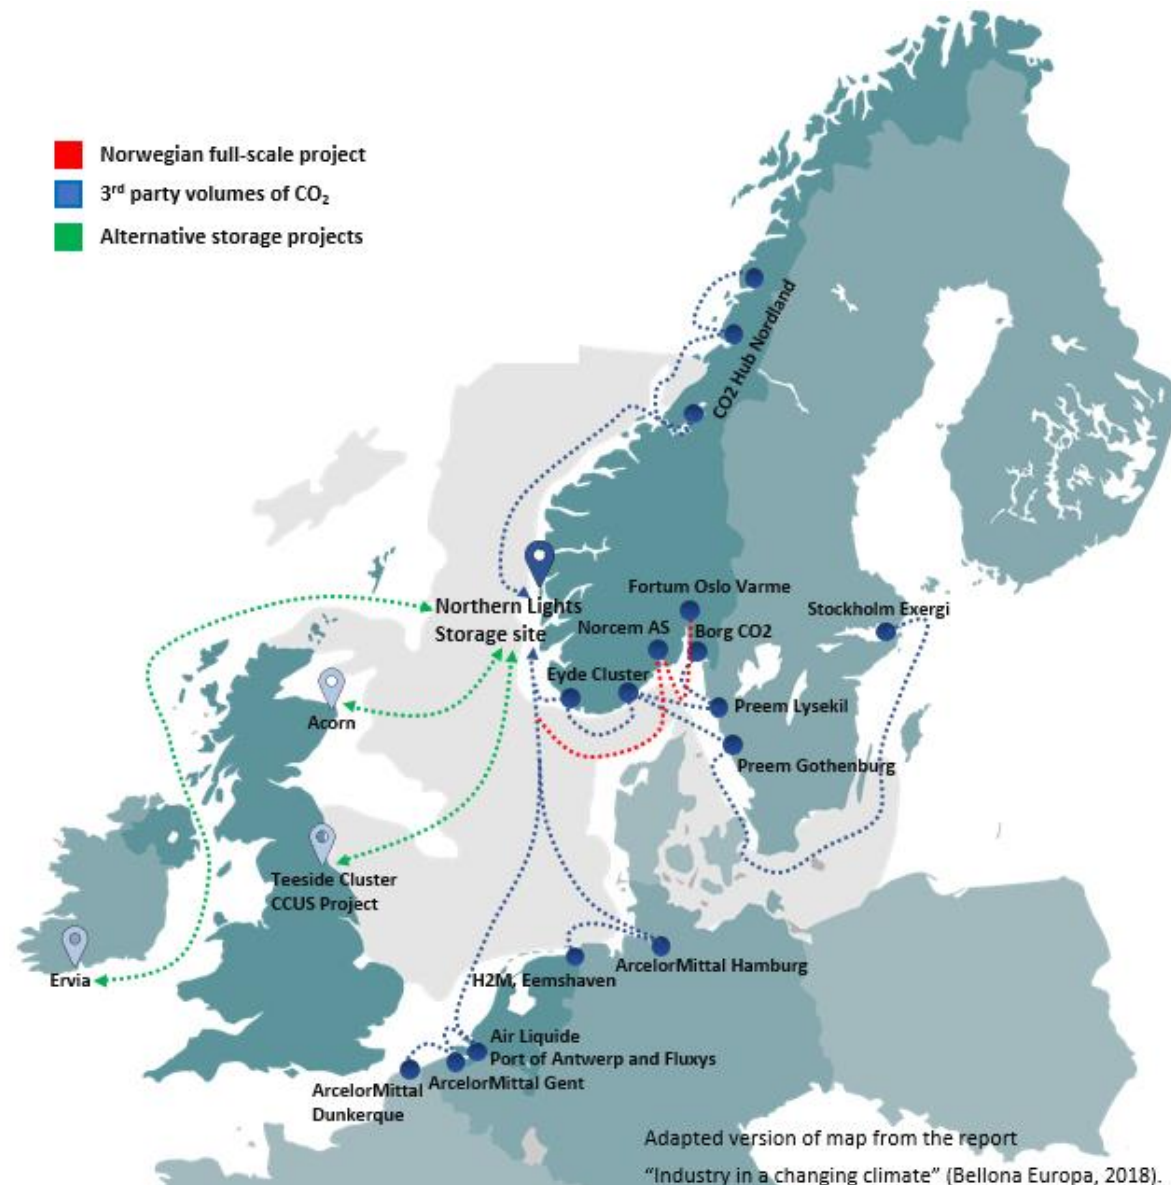 Norwegian full-scale project
3rd party volumes of CO₂
Alternative storage projects
CO2 Hub Nordland
Northern Lights
Storage site
Fortum Oslo Varme
Stockholm Exergi
Norcem AS
Borg CO2
Eyde Cluster
Preem Lysekil
Acorn
Preem Gothenburg
Teeside Cluster
CCUS Project
Ervia
H2M, Eemshaven
ArcelorMittal Hamburg
Air Liquide
Port of Antwerp and Fluxys
ArcelorMittal Gent
ArcelorMittal
Dunkerque
Adapted version of map from the report
“Industry in a changing climate” (Bellona Europa, 2018).